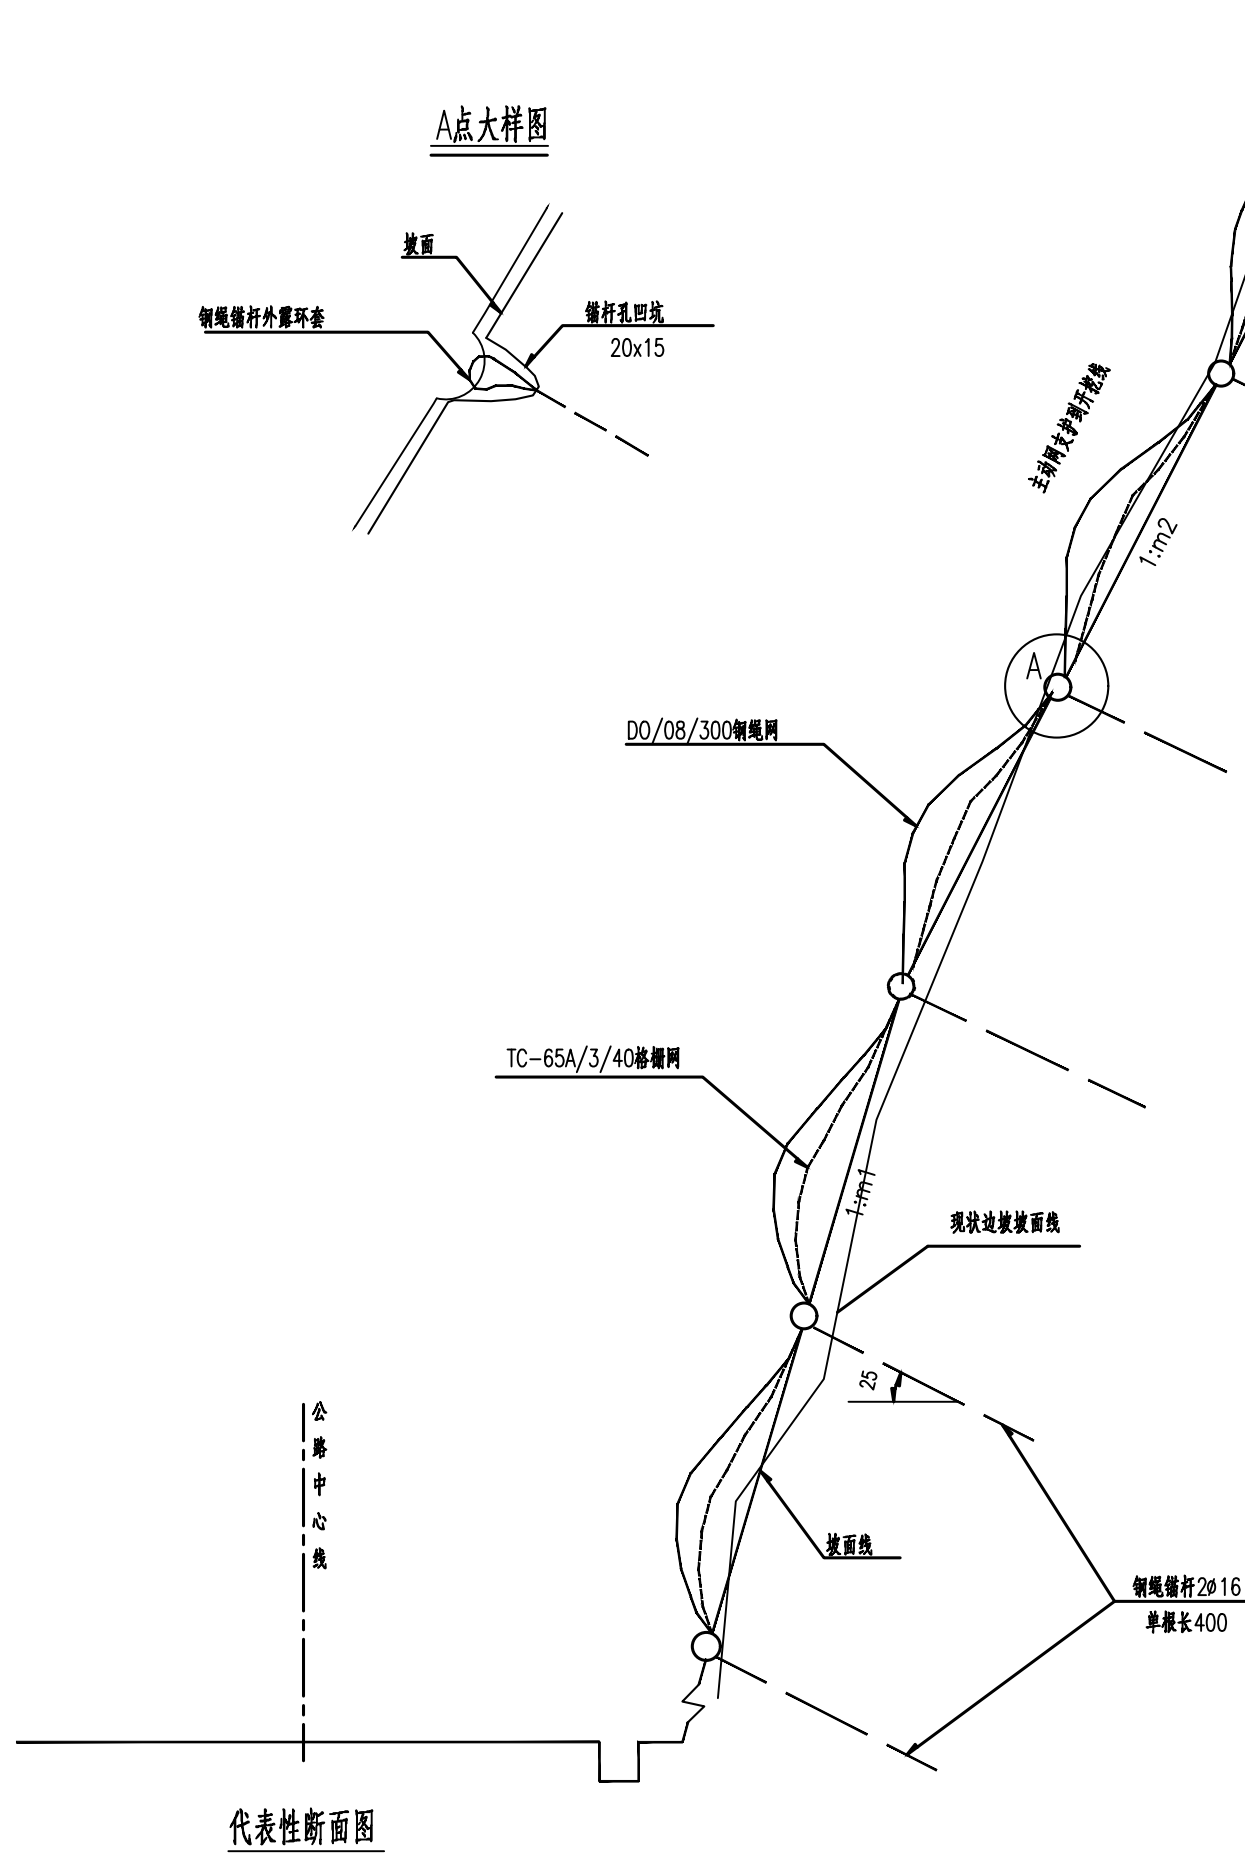 A点大样图
坡面
钢绳锚杆外露环套
锚杆孔凹坑
20x15
主动网支护到开挖线
1:m2
A
DO/08/300钢绳网
TC-65A/3/40格栅网
1:m1
现状边坡坡面线
25
公路中心线
坡面线
钢绳锚杆2ø16
单根长400
代表性断面图